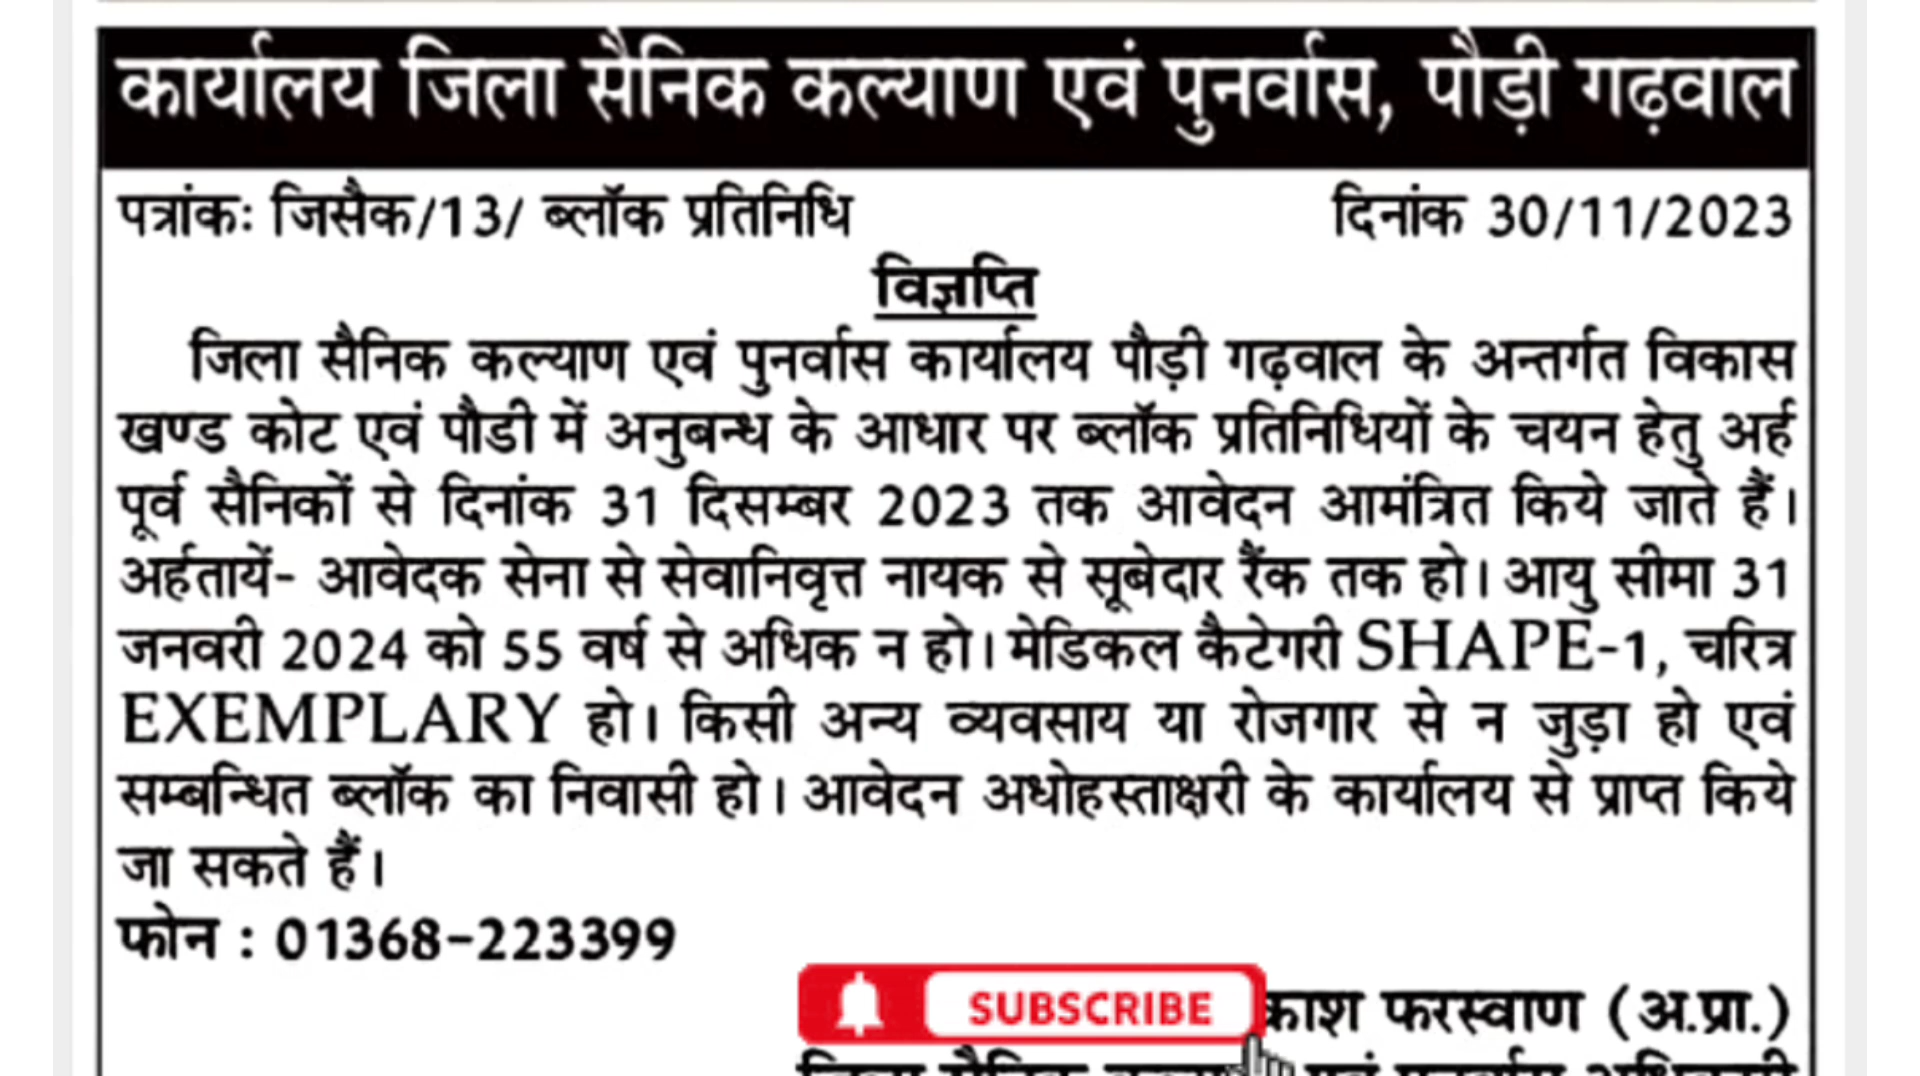 कार्यालय जिला सैनिक कल्याण एवं पुनर्वास, पौड़ी गढ़वाल
पत्रांकः जिसैक/13/ ब्लॉक प्रतिनिधि दिनांक 30/11/2023
विज्ञप्ति
जिला सैनिक कल्याण एवं पुनर्वास कार्यालय पौड़ी गढ़वाल के अन्तर्गत विकास
खण्ड कोट एवं पौडी में अनुबन्ध के आधार पर ब्लॉक प्रतिनिधियों के चयन हेतु अर्ह
पूर्व सैनिकों से दिनांक 31 दिसम्बर 2023 तक आवेदन आमंत्रित किये जाते हैं।
अर्हतायें- आवेदक सेना से सेवानिवृत्त नायक से सूबेदार रैंक तक हो। आयु सीमा 31
जनवरी 2024 को 55 वर्ष से अधिक न हो। मेडिकल कैटेगरी SHAPE-1, चरित्र
EXEMPLARY हो। किसी अन्य व्यवसाय या रोजगार से न जुड़ा हो एवं
सम्बन्धित ब्लॉक का निवासी हो। आवेदन अधोहस्ताक्षरी के कार्यालय से प्राप्त किये
जा सकते हैं।
फोन : 01368-223399
SUBSCRIBE
फरस्वाण (अ.प्रा.)